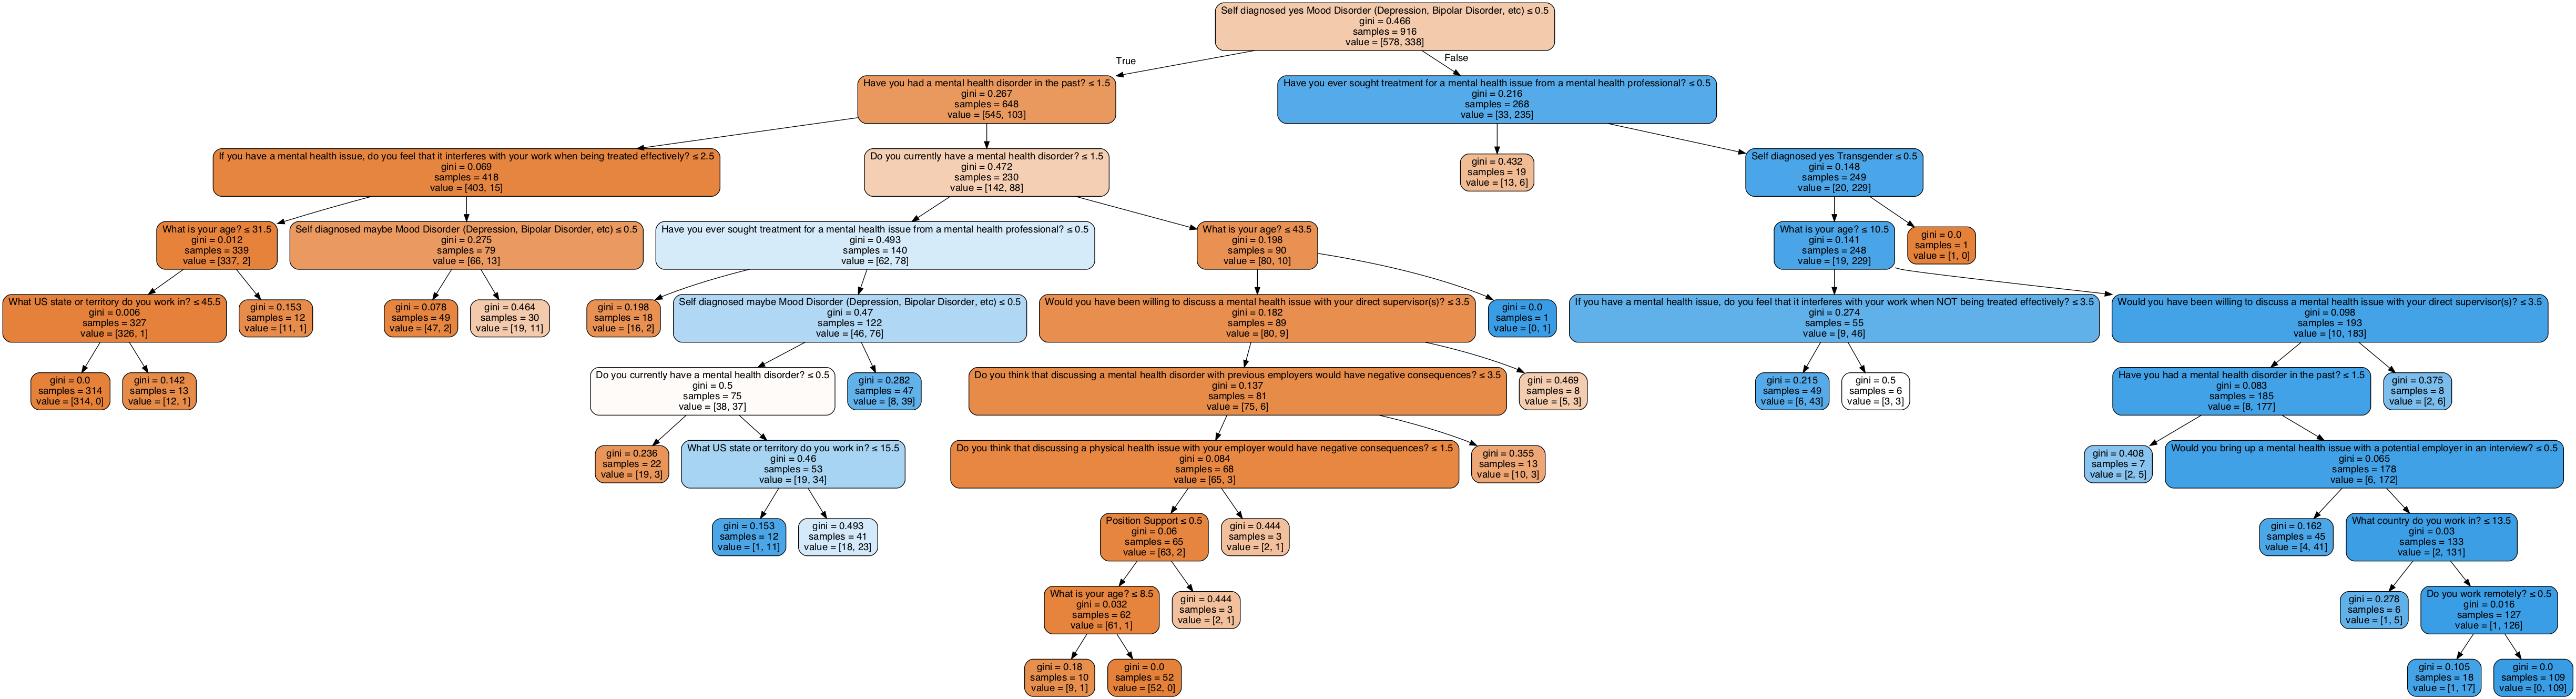 Self diagnosed yes Mood Disorder (Depression, Bipolar Disorder, etc) ≤ 0.5
gini = 0.466
samples = 916
value = [578, 338]
True
False
Have you had a mental health disorder in the past? ≤ 1.5
gini = 0.267
samples = 648
value = [545, 103]
Have you ever sought treatment for a mental health issue from a mental health professional? ≤ 0.5
gini = 0.216
samples = 268
value = [33, 235]
If you have a mental health issue, do you feel that it interferes with your work when being treated effectively? ≤ 2.5
gini = 0.069
samples = 418
value = [403, 15]
Do you currently have a mental health disorder? ≤ 1.5
gini = 0.472
samples = 230
value = [142, 88]
gini = 0.432
samples = 19
value = [13, 6]
Self diagnosed yes Transgender ≤ 0.5
gini = 0.148
samples = 249
value = [20, 229]
What is your age? ≤ 31.5
gini = 0.012
samples = 339
value = [337, 2]
Self diagnosed maybe Mood Disorder (Depression, Bipolar Disorder, etc) ≤ 0.5
gini = 0.275
samples = 79
value = [66, 13]
Have you ever sought treatment for a mental health issue from a mental health professional? ≤ 0.5
gini = 0.493
samples = 140
value = [62, 78]
What is your age? ≤ 43.5
gini = 0.198
samples = 90
value = [80, 10]
What is your age? ≤ 10.5
gini = 0.141
samples = 248
value = [19, 229]
gini = 0.0
samples = 1
value = [1, 0]
What US state or territory do you work in? ≤ 45.5
gini = 0.006
samples = 327
value = [326, 1]
gini = 0.153
samples = 12
value = [11, 1]
gini = 0.078
samples = 49
value = [47, 2]
gini = 0.464
samples = 30
value = [19, 11]
gini = 0.198
samples = 18
value = [16, 2]
Self diagnosed maybe Mood Disorder (Depression, Bipolar Disorder, etc) ≤ 0.5
gini = 0.47
samples = 122
value = [46, 76]
Would you have been willing to discuss a mental health issue with your direct supervisor(s)? ≤ 3.5
gini = 0.182
samples = 89
value = [80, 9]
gini = 0.0
samples = 1
value = [0, 1]
If you have a mental health issue, do you feel that it interferes with your work when NOT being treated effectively? ≤ 3.5
gini = 0.274
samples = 55
value = [9, 46]
Would you have been willing to discuss a mental health issue with your direct supervisor(s)? ≤ 3.5
gini = 0.098
samples = 193
value = [10, 183]
gini = 0.0
samples = 314
value = [314, 0]
gini = 0.142
samples = 13
value = [12, 1]
Do you currently have a mental health disorder? ≤ 0.5
gini = 0.5
samples = 75
value = [38, 37]
gini = 0.282
samples = 47
value = [8, 39]
Do you think that discussing a mental health disorder with previous employers would have negative consequences? ≤ 3.5
gini = 0.137
samples = 81
value = [75, 6]
gini = 0.469
samples = 8
value = [5, 3]
gini = 0.215
samples = 49
value = [6, 43]
gini = 0.5
samples = 6
value = [3, 3]
Have you had a mental health disorder in the past? ≤ 1.5
gini = 0.083
samples = 185
value = [8, 177]
gini = 0.375
samples = 8
value = [2, 6]
gini = 0.236
samples = 22
value = [19, 3]
What US state or territory do you work in? ≤ 15.5
gini = 0.46
samples = 53
value = [19, 34]
Do you think that discussing a physical health issue with your employer would have negative consequences? ≤ 1.5
gini = 0.084
samples = 68
value = [65, 3]
gini = 0.355
samples = 13
value = [10, 3]
gini = 0.408
samples = 7
value = [2, 5]
Would you bring up a mental health issue with a potential employer in an interview? ≤ 0.5
gini = 0.065
samples = 178
value = [6, 172]
gini = 0.153
samples = 12
value = [1, 11]
gini = 0.493
samples = 41
value = [18, 23]
Position Support ≤ 0.5
gini = 0.06
samples = 65
value = [63, 2]
gini = 0.444
samples = 3
value = [2, 1]
gini = 0.162
samples = 45
value = [4, 41]
What country do you work in? ≤ 13.5
gini = 0.03
samples = 133
value = [2, 131]
What is your age? ≤ 8.5
gini = 0.032
samples = 62
value = [61, 1]
gini = 0.444
samples = 3
value = [2, 1]
gini = 0.278
samples = 6
value = [1, 5]
Do you work remotely? ≤ 0.5
gini = 0.016
samples = 127
value = [1, 126]
gini = 0.18
samples = 10
value = [9, 1]
gini = 0.0
samples = 52
value = [52, 0]
gini = 0.105
samples = 18
value = [1, 17]
gini = 0.0
samples = 109
value = [0, 109]